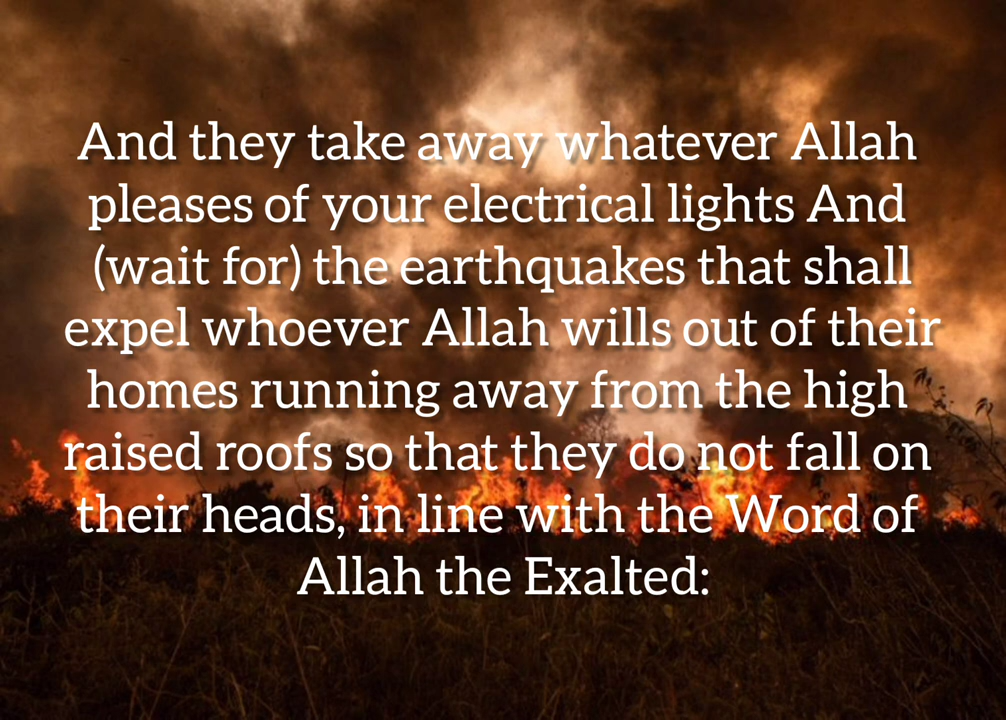 And they take away whatever Allah
pleases of your electrical lights And
(wait for) the earthquakes that shall
expel whoever Allah wills out of their
homes running away from the high
raised roofs so that they do not fall on
their heads, in line with the Word of
Allah the Exalted: